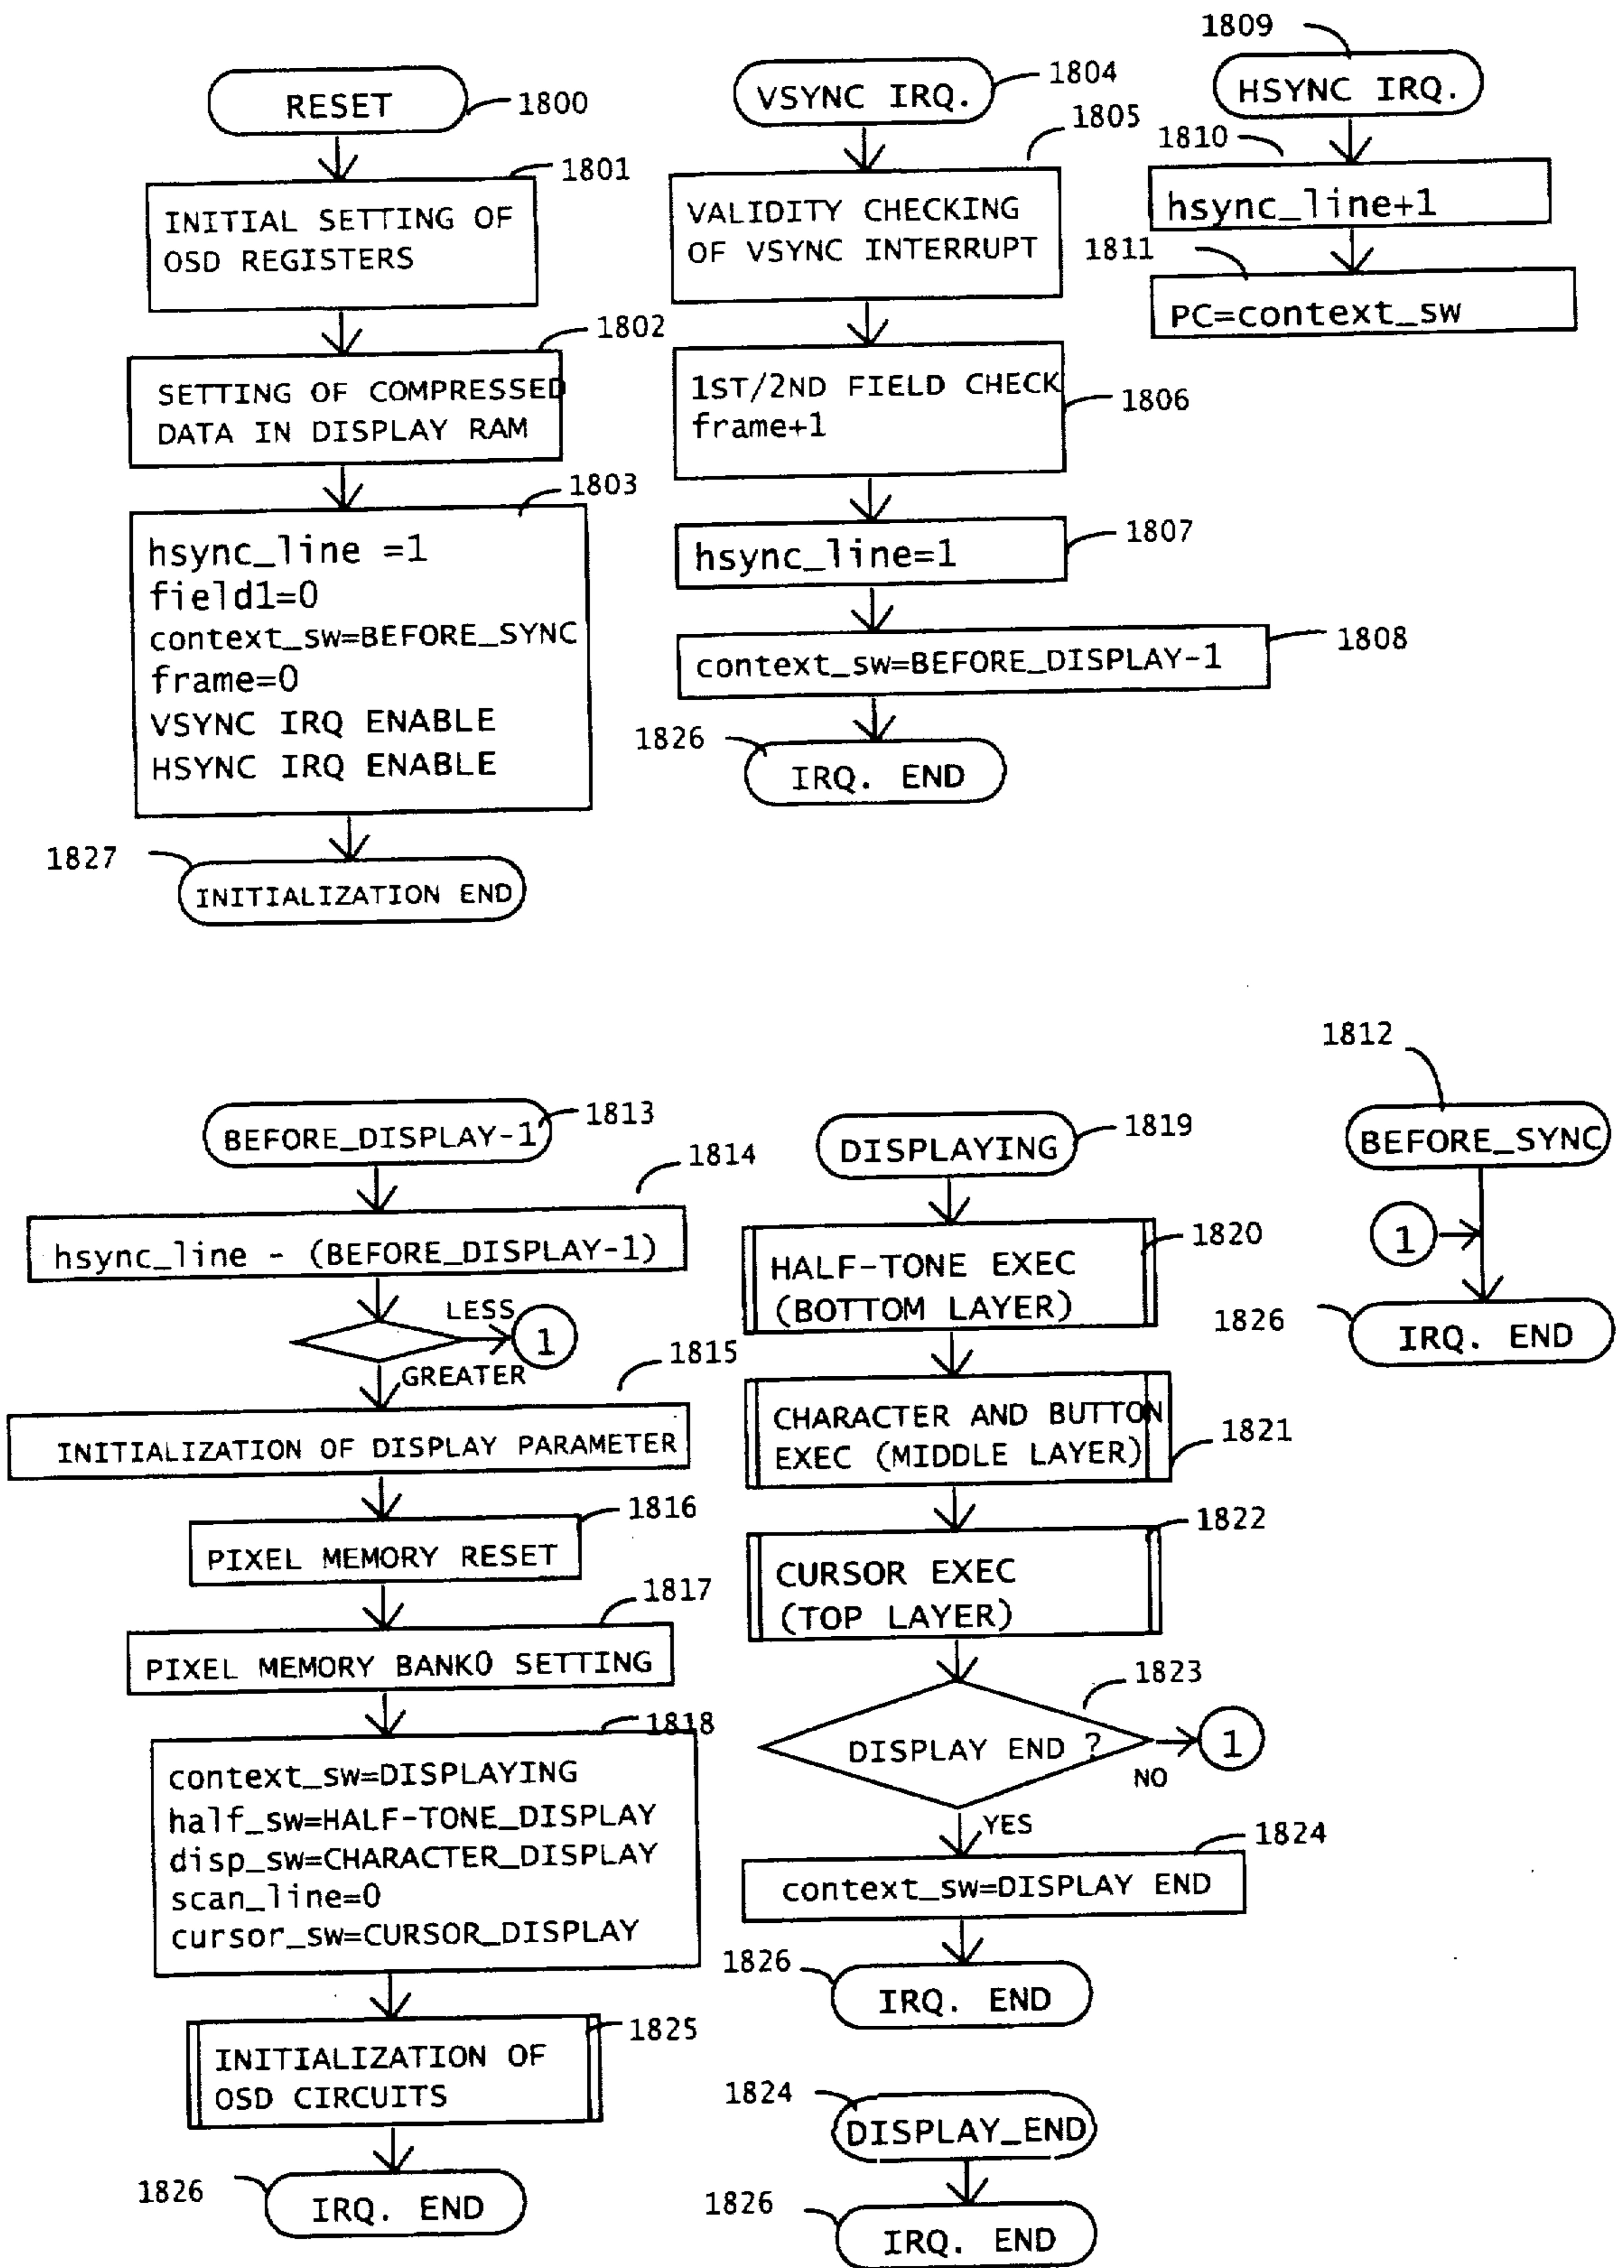 RESET
1800
1801
INITIAL SETTING OF
OSD REGISTERS
1802
SETTING OF COMPRESSED
DATA IN DISPLAY RAM
1803
hsync_line =1
field1=0
context_sw=BEFORE_SYNC
frame=0
VSYNC IRQ ENABLE
HSYNC IRQ ENABLE
1827
INITIALIZATION END
VSYNC IRQ.
1804
1805
VALIDITY CHECKING
OF VSYNC INTERRUPT
1ST/2ND FIELD CHECK
frame+1
1806
hsync_line=1
1807
context_sw=BEFORE_DISPLAY-1
1808
1826
IRQ. END
1809
HSYNC IRQ.
1810
hsync_line+1
1811
PC=context_sw
BEFORE_DISPLAY-1
1813
1814
hsync_line - (BEFORE_DISPLAY-1)
LESS
1
GREATER
1815
INITIALIZATION OF DISPLAY PARAMETER
1816
PIXEL MEMORY RESET
1817
PIXEL MEMORY BANK0 SETTING
1818
context_sw=DISPLAYING
half_sw=HALF-TONE_DISPLAY
disp_sw=CHARACTER_DISPLAY
scan_line=0
cursor_sw=CURSOR_DISPLAY
1825
INITIALIZATION OF
OSD CIRCUITS
1826
IRQ. END
DISPLAYING
1819
1820
HALF-TONE EXEC
(BOTTOM LAYER)
CHARACTER AND BUTTON
EXEC (MIDDLE LAYER)
1821
1822
CURSOR EXEC
(TOP LAYER)
1823
DISPLAY END ?
1
NO
YES
1824
context_sw=DISPLAY END
1826
IRQ. END
1824
DISPLAY_END
1826
IRQ. END
1812
BEFORE_SYNC
1
1826
IRQ. END